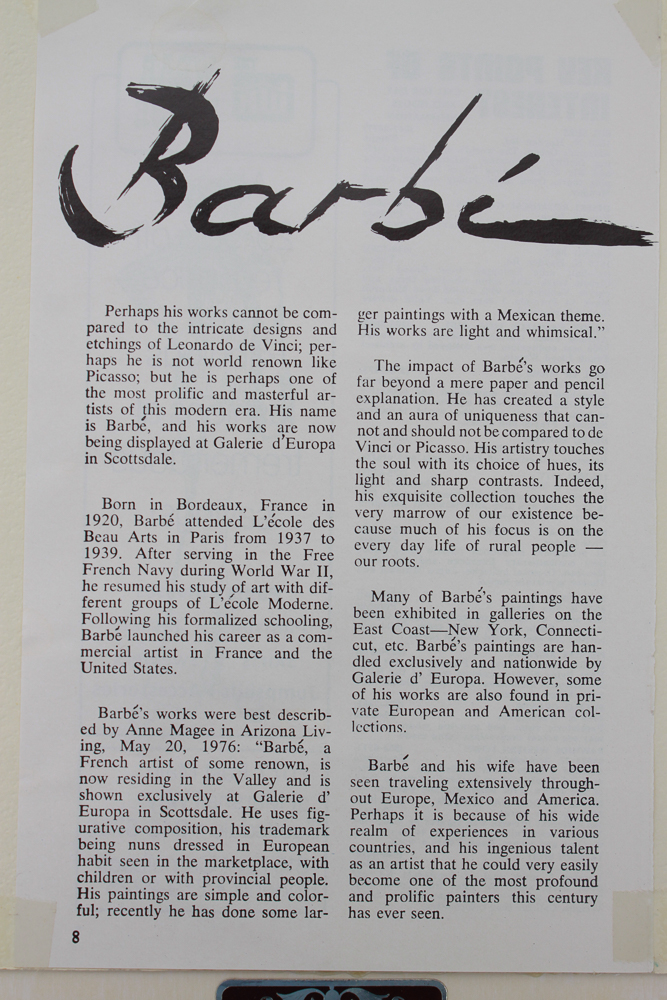 Barbé
Perhaps his works cannot be com-
pared to the intricate designs and
etchings of Leonardo de Vinci; per-
haps he is not world renown like
Picasso; but he is perhaps one of
the most prolific and masterful ar-
tists of this modern era. His name
is Barbé, and his works are now
being displayed at Galerie d'Europa
in Scottsdale.
Born in Bordeaux, France in
1920, Barbé attended L'école des
Beau Arts in Paris from 1937 to
1939. After serving in the Free
French Navy during World War II,
he resumed his study of art with dif-
ferent groups of L'école Moderne.
Following his formalized schooling,
Barbé launched his career as a com-
mercial artist in France and the
United States.
Barbé's works were best describ-
ed by Anne Magee in Arizona Liv-
ing, May 20, 1976: “Barbé, a
French artist of some renown, is
now residing in the Valley and is
shown exclusively at Galerie d'
Europa in Scottsdale. He uses fig-
urative composition, his trademark
being nuns dressed in European
habit seen in the marketplace, with
children or with provincial people.
His paintings are simple and color-
ful; recently he has done some lar-
ger paintings with a Mexican theme.
His works are light and whimsical.”
The impact of Barbé's works go
far beyond a mere paper and pencil
explanation. He has created a style
and an aura of uniqueness that can-
not and should not be compared to de
Vinci or Picasso. His artistry touches
the soul with its choice of hues, its
light and sharp contrasts. Indeed,
his exquisite collection touches the
very marrow of our existence be-
cause much of his focus is on the
every day life of rural people —
our roots.
Many of Barbé's paintings have
been exhibited in galleries on the
East Coast—New York, Connecti-
cut, etc. Barbé's paintings are han-
dled exclusively and nationwide by
Galerie d' Europa. However, some
of his works are also found in pri-
vate European and American col-
lections.
Barbé and his wife have been
seen traveling extensively through-
out Europe, Mexico and America.
Perhaps it is because of his wide
realm of experiences in various
countries, and his ingenious talent
as an artist that he could very easily
become one of the most profound
and prolific painters this century
has ever seen.
8